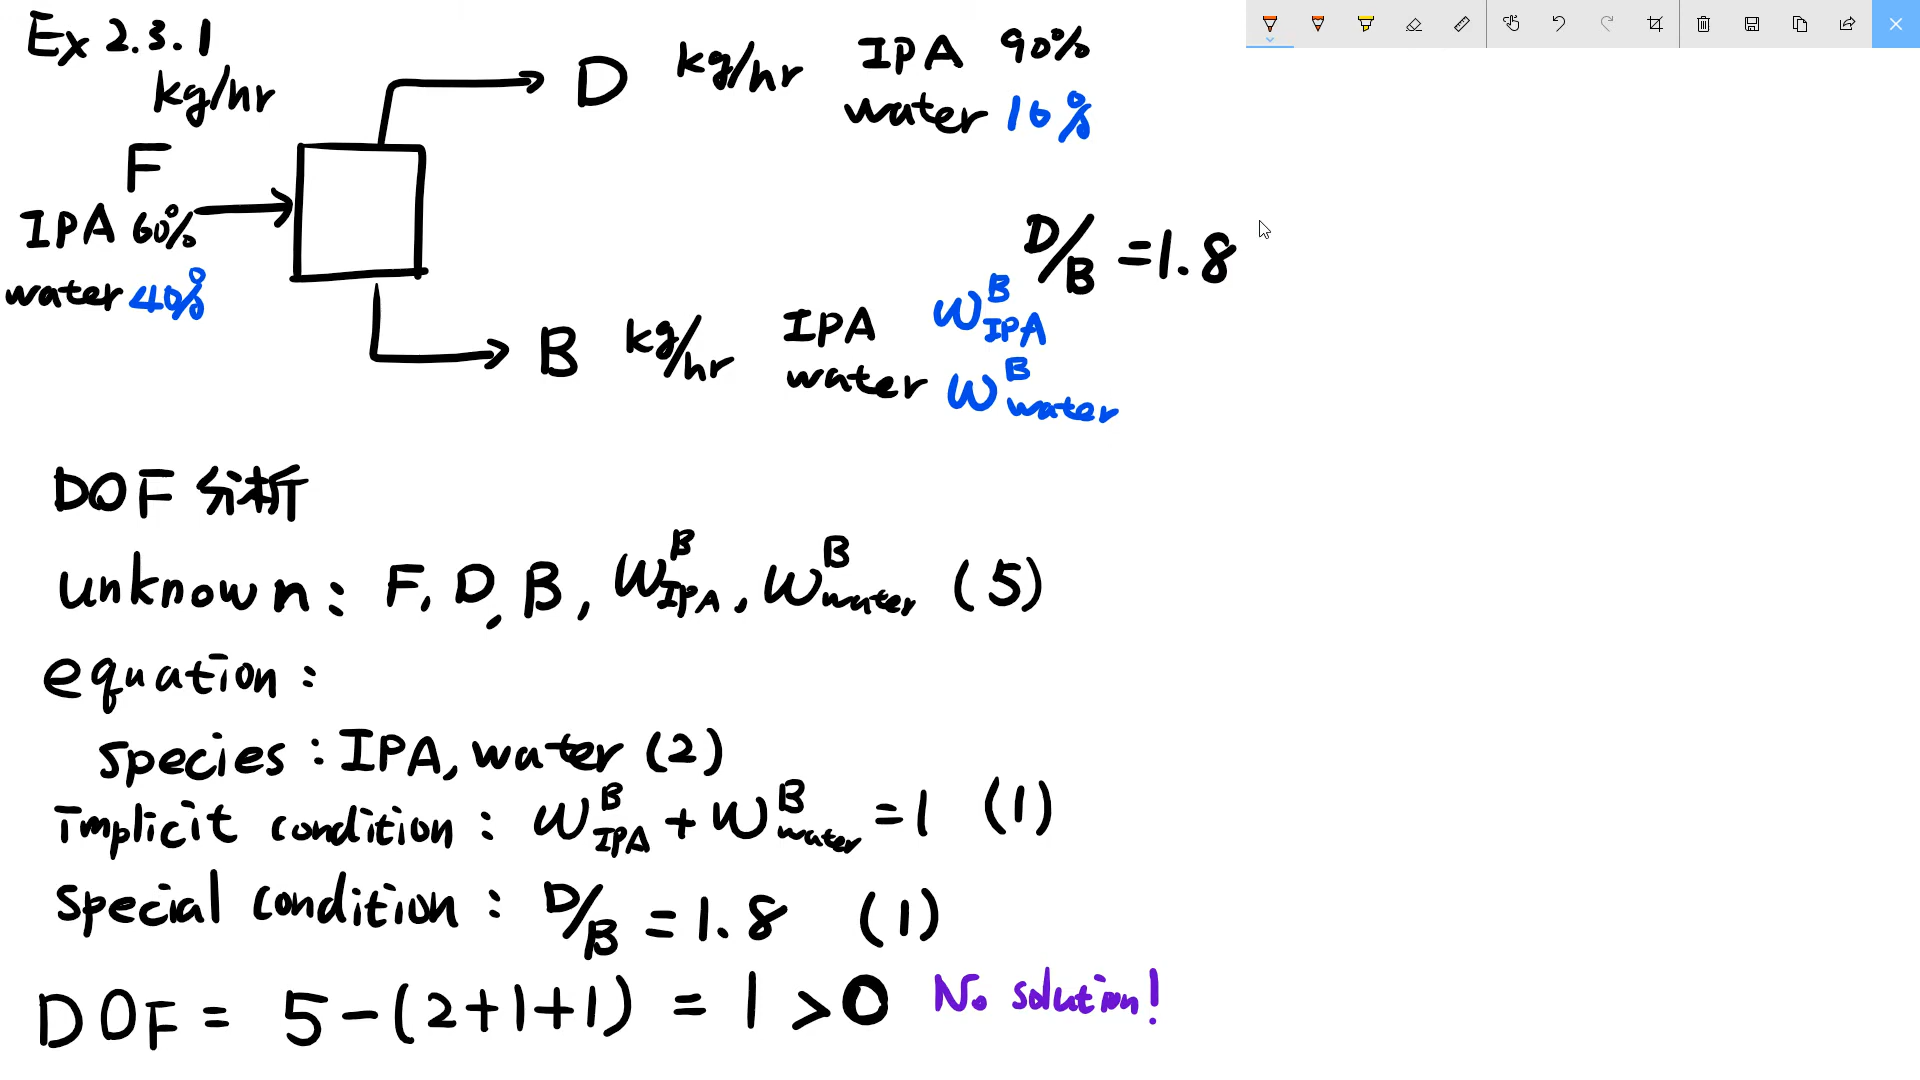 Ex 2.3.1
kg/hr
F
IPA 60%
water 40%
D kg/hr IPA 90%
water 10%
D/B = 1.8
B kg/hr IPA ω^B_IPA
water ω^B_water
DOF 分析
unknown: F, D, B, ω^B_IPA, ω^B_water (5)
equation:
species: IPA, water (2)
implicit condition: ω^B_IPA + ω^B_water = 1 (1)
special condition: D/B = 1.8 (1)
DOF = 5-(2+1+1) = 1 > 0 No solution!